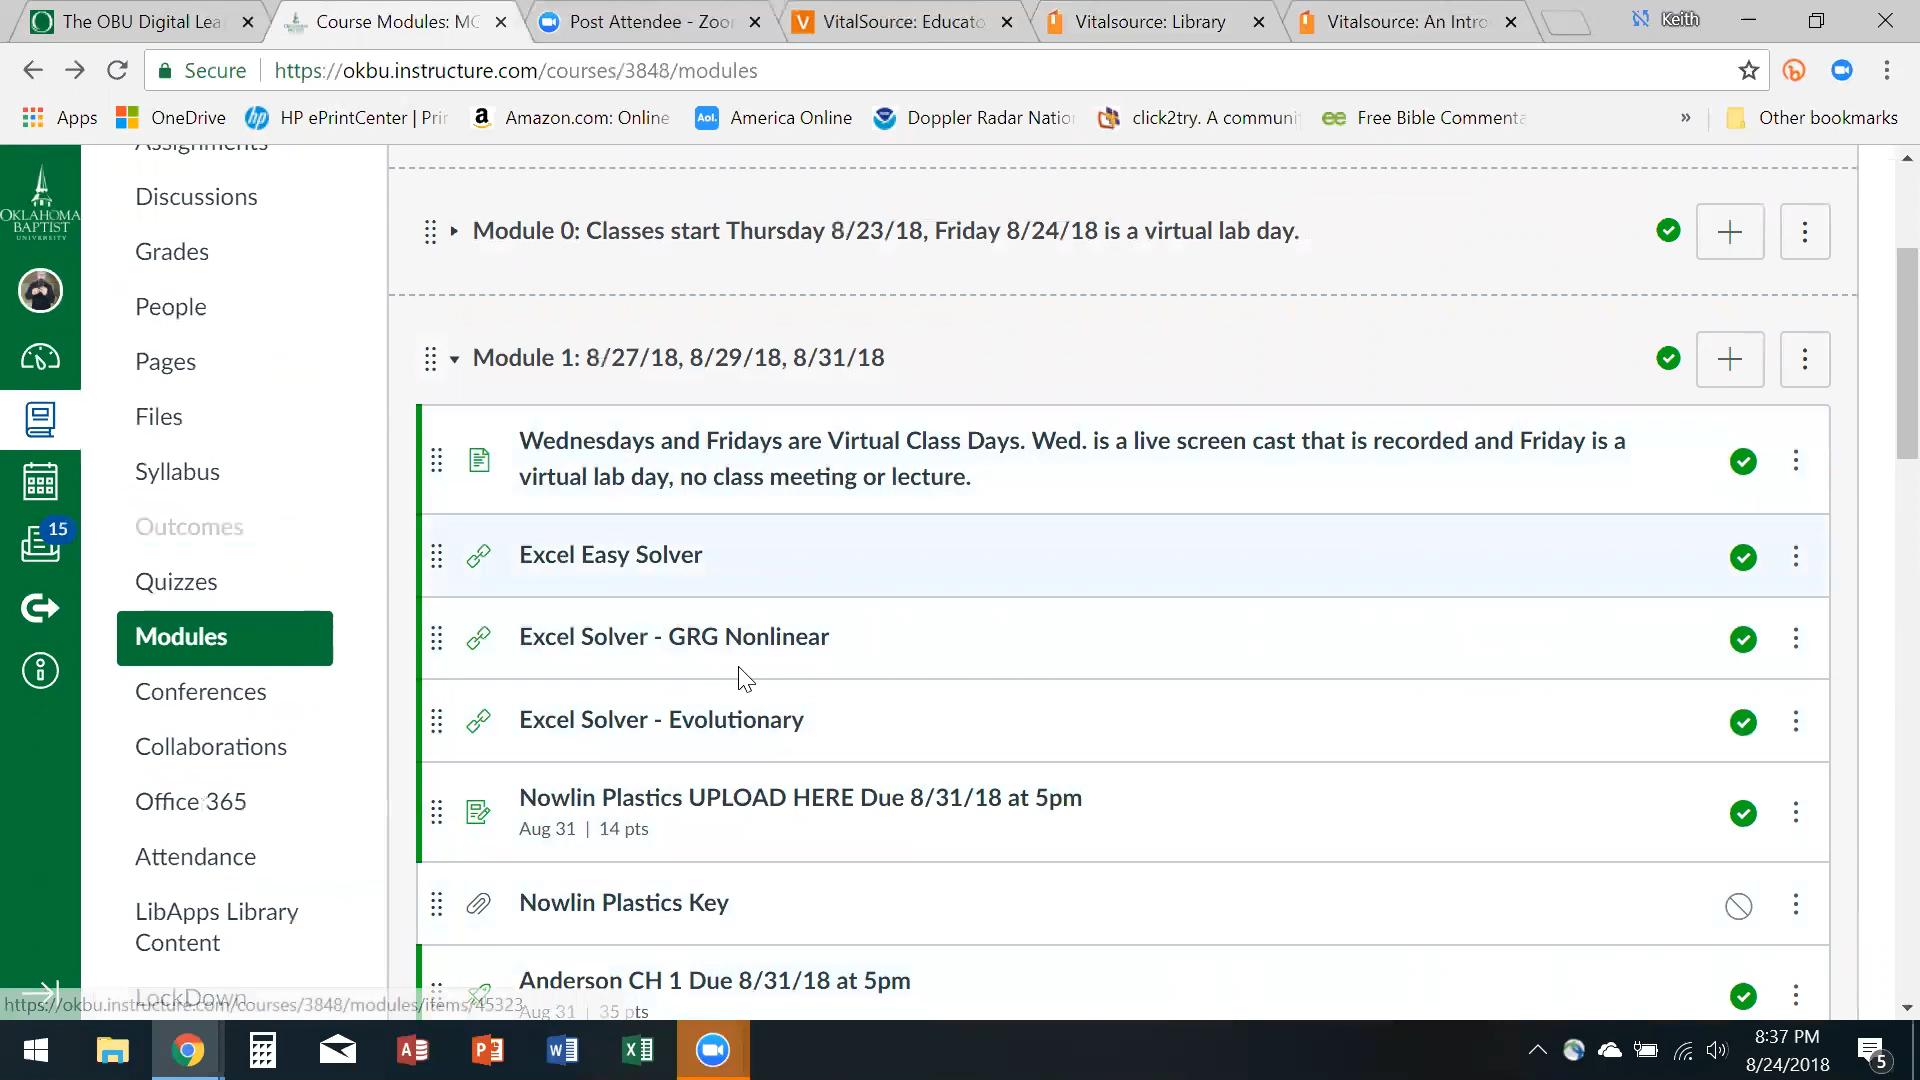 The OBU Digital Lea
Course Modules: MG
Post Attendee - Zoo
VitalSource: Educato
Vitalsource: Library
Vitalsource: An Intro
Keith
Secure
https://okbu.instructure.com/courses/3848/modules
Apps
OneDrive
HP ePrintCenter | Pri
Amazon.com: Online
Aol.
America Online
Doppler Radar Natio
click2try. A communi
Free Bible Commenta
»
Other bookmarks
OKLAHOMA
BAPTIST
UNIVERSITY
15
Assignments
Discussions
Grades
People
Pages
Files
Syllabus
Outcomes
Quizzes
Modules
Conferences
Collaborations
Office 365
Attendance
LibApps Library
Content
LockDown
Module 0: Classes start Thursday 8/23/18, Friday 8/24/18 is a virtual lab day.
Module 1: 8/27/18, 8/29/18, 8/31/18
Wednesdays and Fridays are Virtual Class Days. Wed. is a live screen cast that is recorded and Friday is a
virtual lab day, no class meeting or lecture.
Excel Easy Solver
Excel Solver - GRG Nonlinear
Excel Solver - Evolutionary
Nowlin Plastics UPLOAD HERE Due 8/31/18 at 5pm
Aug 31 | 14 pts
Nowlin Plastics Key
Anderson CH 1 Due 8/31/18 at 5pm
Aug 31 | 35 pts
https://okbu.instructure.com/courses/3848/modules/items/45323
8:37 PM
8/24/2018
5